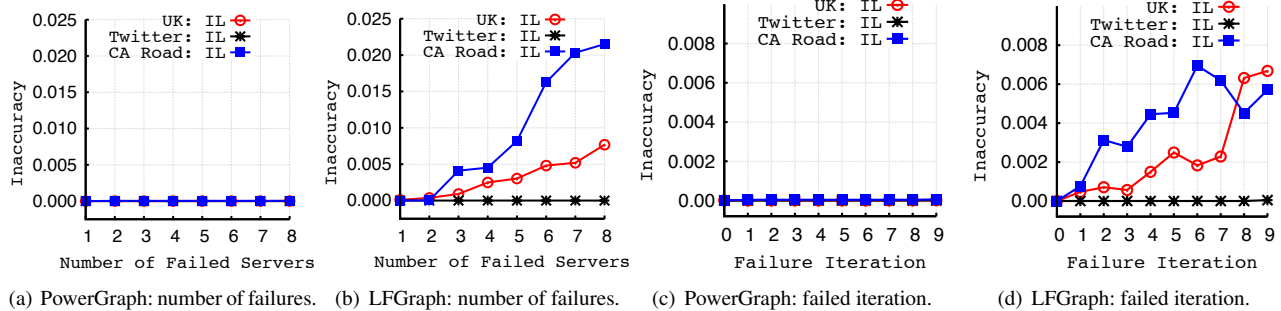 UK: IL
Twitter: IL
CA Road: IL
0.025
0.020
0.015
0.010
0.005
0.000
Inaccuracy
1 2 3 4 5 6 7 8
Number of Failed Servers
(a) PowerGraph: number of failures.
UK: IL
Twitter: IL
CA Road: IL
0.025
0.020
0.015
0.010
0.005
0.000
Inaccuracy
1 2 3 4 5 6 7 8
Number of Failed Servers
(b) LFGraph: number of failures.
UK: IL
Twitter: IL
CA Road: IL
0.008
0.006
0.004
0.002
0.000
Inaccuracy
0 1 2 3 4 5 6 7 8 9
Failure Iteration
(c) PowerGraph: failed iteration.
UK: IL
Twitter: IL
CA Road: IL
0.008
0.006
0.004
0.002
0.00
Inaccuracy
0 1 2 3 4 5 6 7 8 9
Failure Iteration
(d) LFGraph: failed iteration.